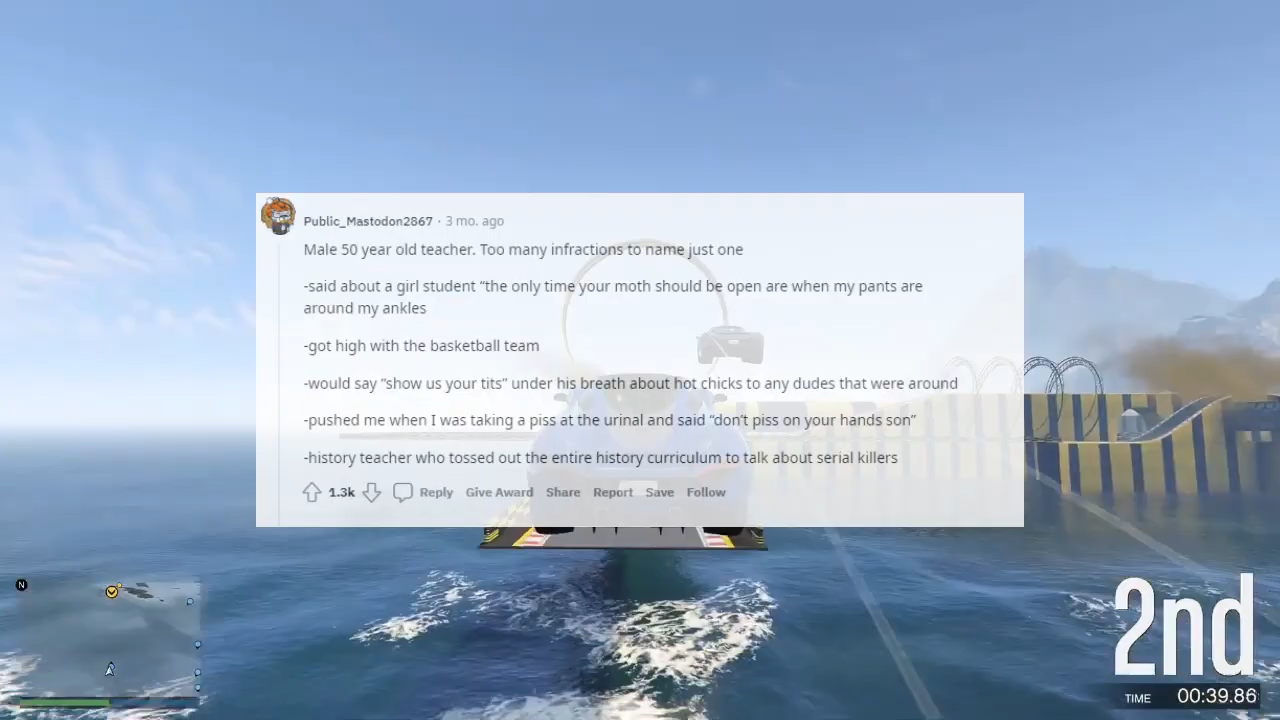 Public_Mastodon2867 · 3 mo. ago
Male 50 year old teacher. Too many infractions to name just one
-said about a girl student “the only time your moth should be open are when my pants are
around my ankles
-got high with the basketball team
-would say “show us your tits” under his breath about hot chicks to any dudes that were around
-pushed me when I was taking a piss at the urinal and said “don’t piss on your hands son”
-history teacher who tossed out the entire history curriculum to talk about serial killers
1.3k Reply Give Award Share Report Save Follow
N
2nd
TIME 00:39.86